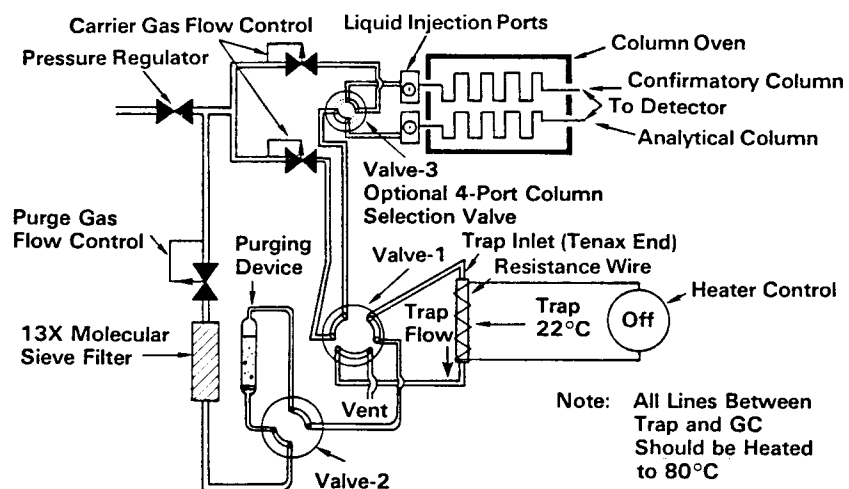 Carrier Gas Flow Control
Liquid Injection Ports
Pressure Regulator
Column Oven
Confirmatory Column
To Detector
Analytical Column
Valve-3
Optional 4-Port Column
Selection Valve
Purge Gas
Flow Control
Purging
Device
Valve-1
Trap Inlet (Tenax End)
Resistance Wire
Heater Control
Trap
Flow
Trap
22°C
Off
13X Molecular
Sieve Filter
Vent
Valve-2
Note: All Lines Between
Trap and GC
Should be Heated
to 80°C